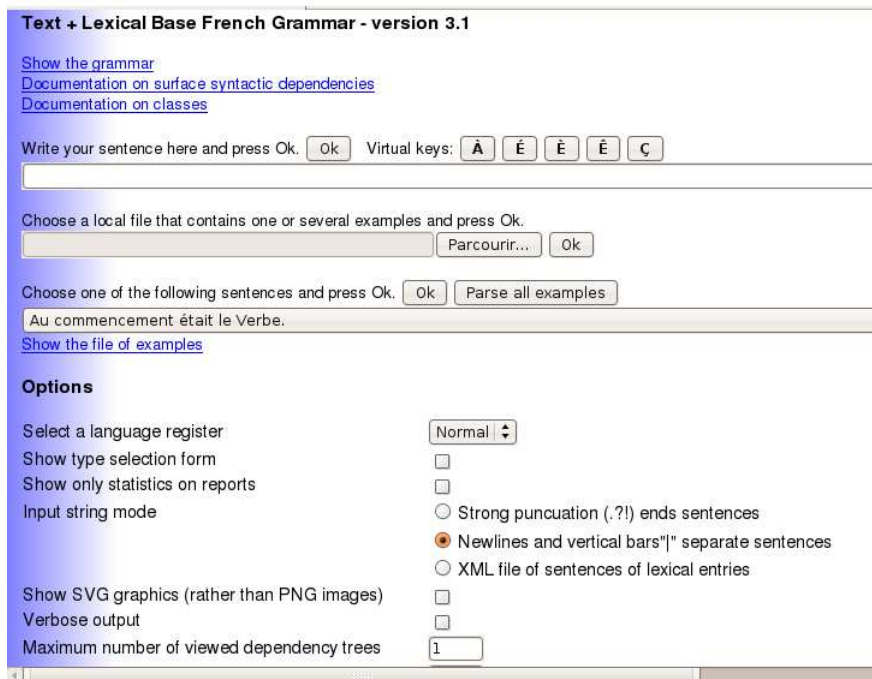 Text + Lexical Base French Grammar - version 3.1
Show the grammar
Documentation on surface syntactic dependencies
Documentation on classes
Write your sentence here and press Ok. Ok Virtual keys: À É È Ê Ç
Choose a local file that contains one or several examples and press Ok.
Parcourir... Ok
Choose one of the following sentences and press Ok. Ok Parse all examples
Au commencement était le Verbe.
Show the file of examples
Options
Select a language register Normal
Show type selection form
Show only statistics on reports
Input string mode Strong puncuation (.?!) ends sentences
Newlines and vertical bars"|" separate sentences
XML file of sentences of lexical entries
Show SVG graphics (rather than PNG images)
Verbose output
Maximum number of viewed dependency trees 1